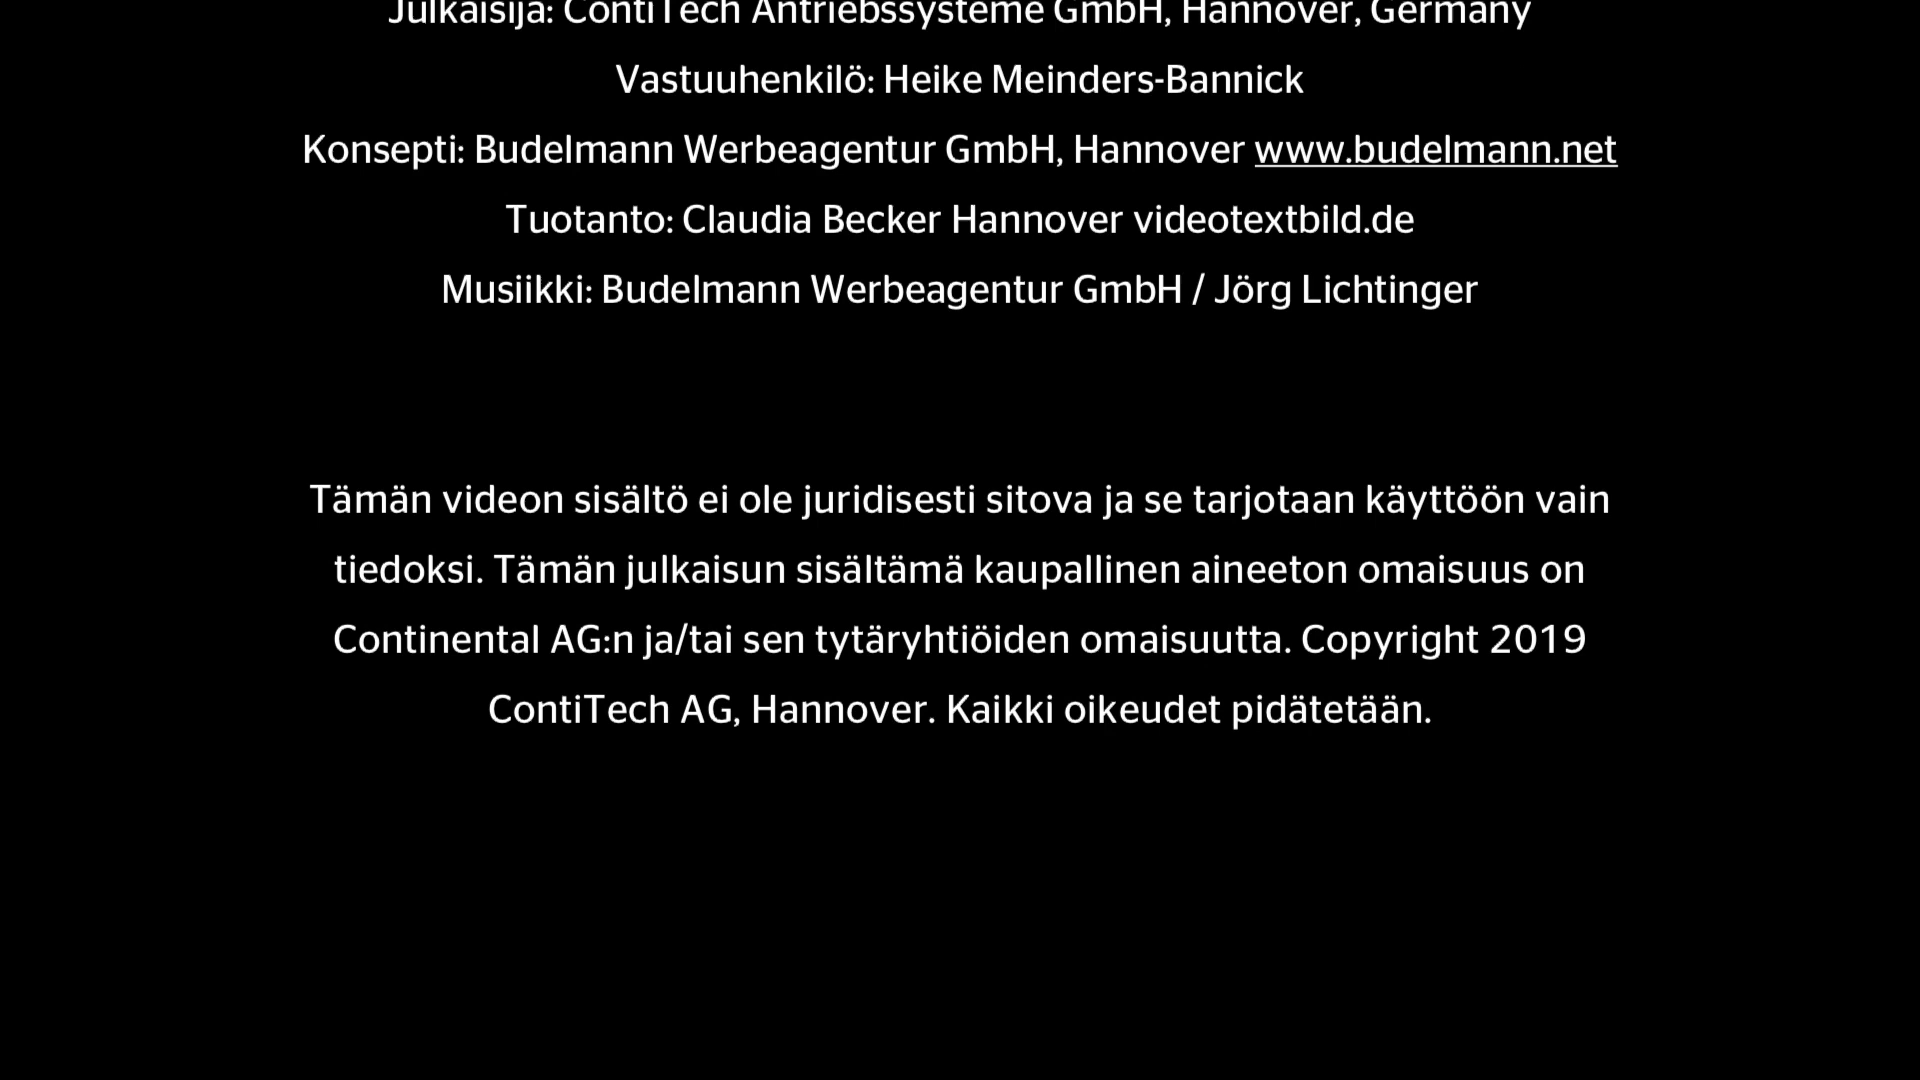 Julkaisija: ContiTech Antriebssysteme GmbH, Hannover, Germany
Vastuuhenkilö: Heike Meinders-Bannick
Konsepti: Budelmann Werbeagentur GmbH, Hannover www.budelmann.net
Tuotanto: Claudia Becker Hannover videotextbild.de
Musiikki: Budelmann Werbeagentur GmbH / Jörg Lichtinger
Tämän videon sisältö ei ole juridisesti sitova ja se tarjotaan käyttöön vain
tiedoksi. Tämän julkaisun sisältämä kaupallinen aineeton omaisuus on
Continental AG:n ja/tai sen tytäryhtiöiden omaisuutta. Copyright 2019
ContiTech AG, Hannover. Kaikki oikeudet pidätetään.